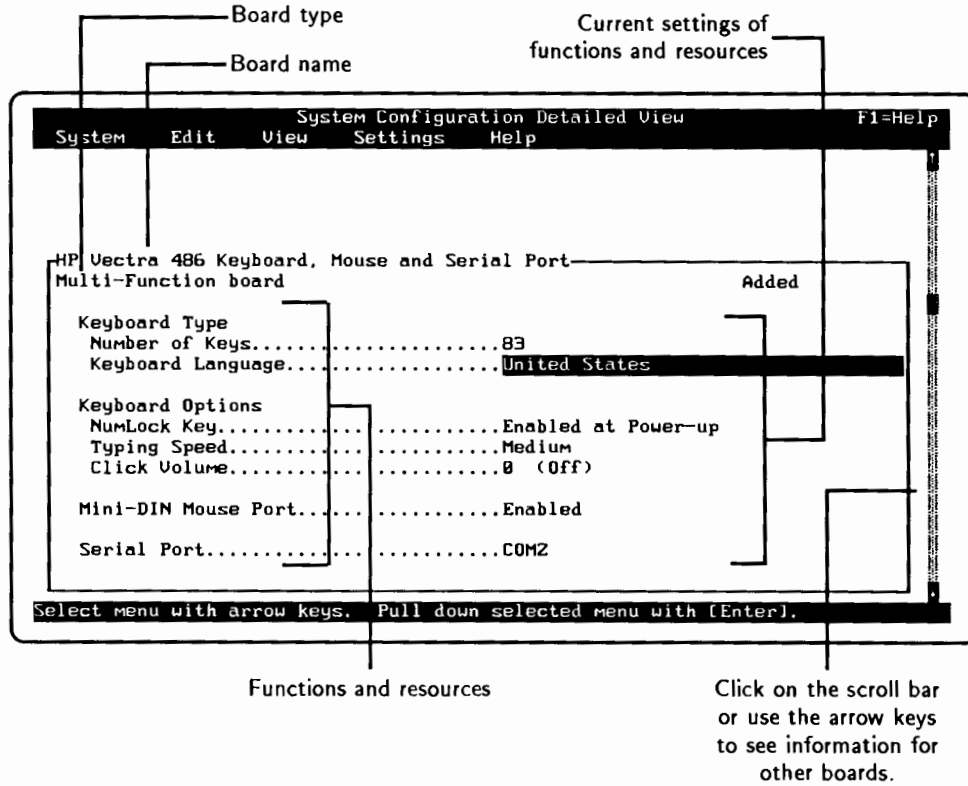 Board type
Current settings of
functions and resources
Board name
System Configuration Detailed View F1=Help
System Edit View Settings Help
HP Vectra 486 Keyboard, Mouse and Serial Port
Multi-Function board Added
Keyboard Type
Number of Keys......................83
Keyboard Language...................United States
Keyboard Options
NumLock Key.........................Enabled at Power-up
Typing Speed........................Medium
Click Volume........................0 (Off)
Mini-DIN Mouse Port..................Enabled
Serial Port..........................COM2
Select menu with arrow keys. Pull down selected menu with [Enter].
Functions and resources
Click on the scroll bar
or use the arrow keys
to see information for
other boards.